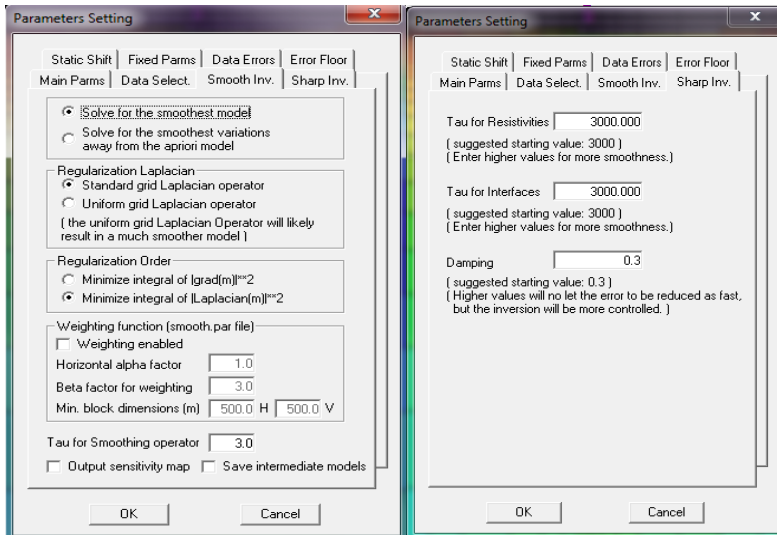 Parameters Setting
Static Shift Fixed Parms Data Errors Error Floor
Main Parms Data Select. Smooth Inv. Sharp Inv.
Solve for the smoothest model
Solve for the smoothest variations
away from the apriori model
Regularization Laplacian
Standard grid Laplacian operator
Uniform grid Laplacian operator
( the uniform grid Laplacian Operator will likely
result in a much smoother model )
Regularization Order
Minimize integral of |grad(m)|**2
Minimize integral of |Laplacian(m)|**2
Weighting function (smooth.par file)
Weighting enabled
Horizontal alpha factor 1.0
Beta factor for weighting 3.0
Min. block dimensions (m) 500.0 H 500.0 V
Tau for Smoothing operator 3.0
Output sensitivity map Save intermediate models
OK Cancel
Parameters Setting
Static Shift Fixed Parms Data Errors Error Floor
Main Parms Data Select. Smooth Inv. Sharp Inv.
Tau for Resistivities 3000.000
( suggested starting value: 3000 )
( Enter higher values for more smoothness.)
Tau for Interfaces 3000.000
( suggested starting value: 3000 )
( Enter higher values for more smoothness.)
Damping 0.3
( suggested starting value: 0.3 )
( Higher values will no let the error to be reduced as fast,
but the inversion will be more controlled. )
OK Cancel